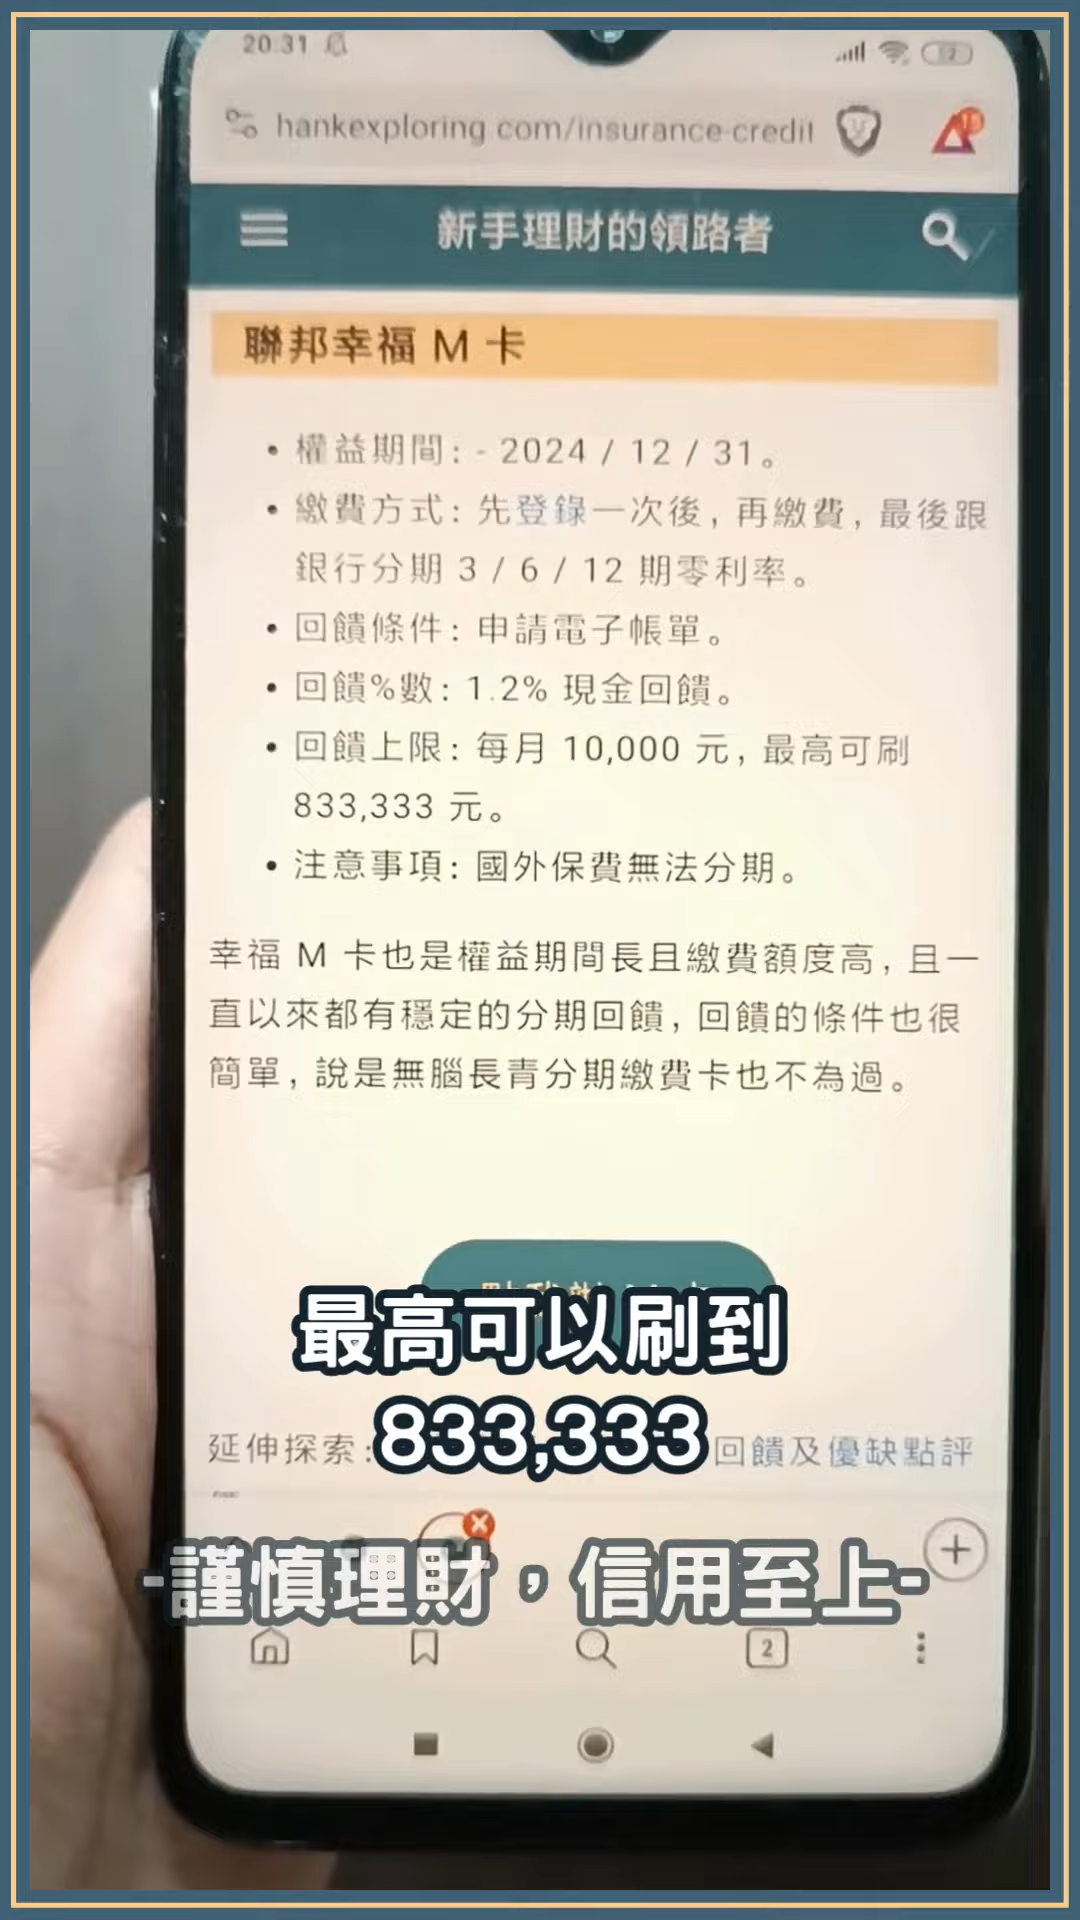 20:31
hankexploring.com/insurance-credit
新手理財的領路者
聯邦幸福 M 卡
• 權益期間：- 2024 / 12 / 31。
• 繳費方式：先登錄一次後，再繳費，最後跟
銀行分期 3 / 6 / 12 期零利率。
• 回饋條件：申請電子帳單。
• 回饋%數：1.2% 現金回饋。
• 回饋上限：每月 10,000 元，最高可刷
833,333 元。
• 注意事項：國外保費無法分期。
幸福 M 卡也是權益期間長且繳費額度高，且一
直以來都有穩定的分期回饋，回饋的條件也很
簡單，說是無腦長青分期繳費卡也不為過。
最高可以刷到
833,333
延伸探索：
回饋及優缺點評
-謹慎理財，信用至上-
2